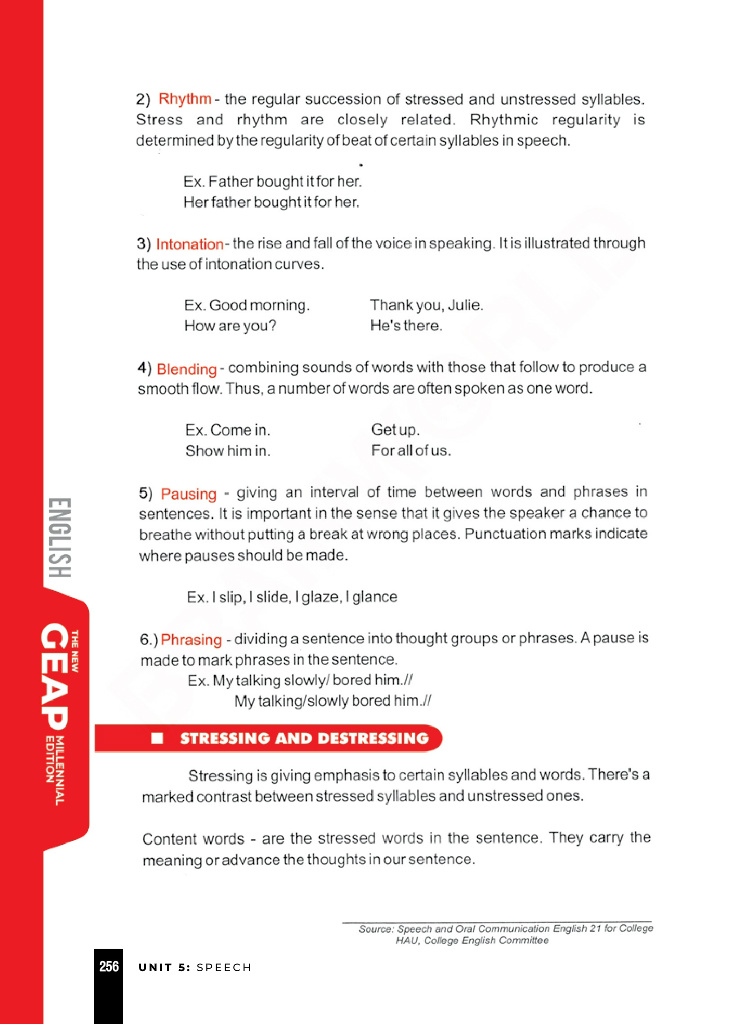 2) Rhythm - the regular succession of stressed and unstressed syllables.
Stress and rhythm are closely related. Rhythmic regularity is
determined by the regularity of beat of certain syllables in speech.
Ex. Father bought it for her.
Her father bought it for her.
3) Intonation- the rise and fall of the voice in speaking. It is illustrated through
the use of intonation curves.
Ex. Good morning. Thank you, Julie.
How are you? He's there.
4) Blending - combining sounds of words with those that follow to produce a
smooth flow. Thus, a number of words are often spoken as one word.
Ex. Come in. Get up.
Show him in. For all of us.
5) Pausing - giving an interval of time between words and phrases in
sentences. It is important in the sense that it gives the speaker a chance to
breathe without putting a break at wrong places. Punctuation marks indicate
where pauses should be made.
Ex. I slip, I slide, I glaze, I glance
6.) Phrasing - dividing a sentence into thought groups or phrases. A pause is
made to mark phrases in the sentence.
Ex. My talking slowly/ bored him.//
My talking/slowly bored him.//
■ STRESSING AND DESTRESSING
Stressing is giving emphasis to certain syllables and words. There's a
marked contrast between stressed syllables and unstressed ones.
Content words - are the stressed words in the sentence. They carry the
meaning or advance the thoughts in our sentence.
Source: Speech and Oral Communication English 21 for College
HAU, College English Committee
256 UNIT 5: SPEECH
ENGLISH
THE NEW
GEAP
MILLENNIAL
EDITION